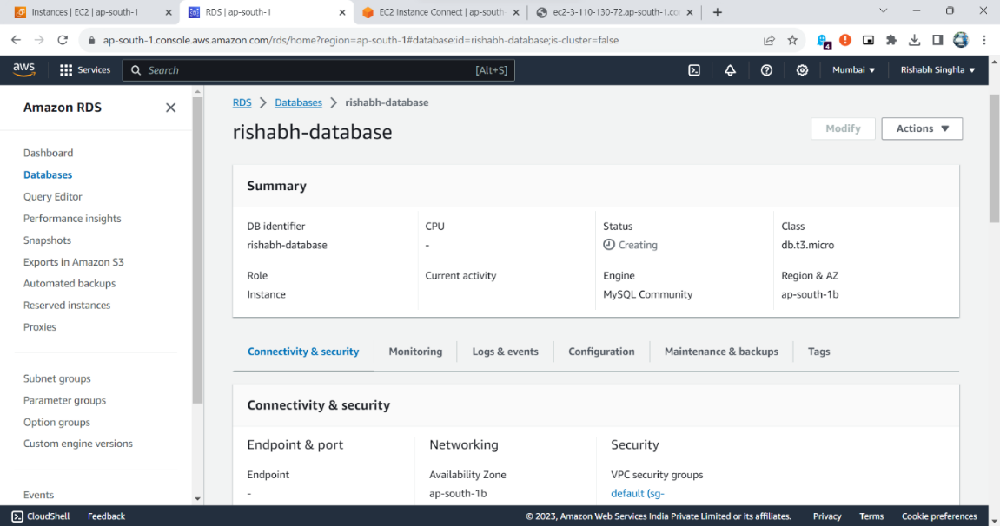 Instances | EC2 | ap-south-1
RDS | ap-south-1
EC2 Instance Connect | ap-south-
ec2-3-110-130-72.ap-south-1.co
ap-south-1.console.aws.amazon.com/rds/home?region=ap-south-1#database:id=rishabh-database;is-cluster=false
4
aws
Services
Search
[Alt+S]
Mumbai
Rishabh Singhla
Amazon RDS
Dashboard
Databases
Query Editor
Performance insights
Snapshots
Exports in Amazon S3
Automated backups
Reserved instances
Proxies
Subnet groups
Parameter groups
Option groups
Custom engine versions
Events
RDS > Databases > rishabh-database
rishabh-database
Modify
Actions
Summary
DB identifier
rishabh-database
CPU
-
Status
Creating
Class
db.t3.micro
Role
Instance
Current activity
Engine
MySQL Community
Region & AZ
ap-south-1b
Connectivity & security
Monitoring
Logs & events
Configuration
Maintenance & backups
Tags
Connectivity & security
Endpoint & port
Endpoint
-
Networking
Availability Zone
ap-south-1b
Security
VPC security groups
default (sg-
CloudShell
Feedback
© 2023, Amazon Web Services India Private Limited or its affiliates.
Privacy
Terms
Cookie preferences